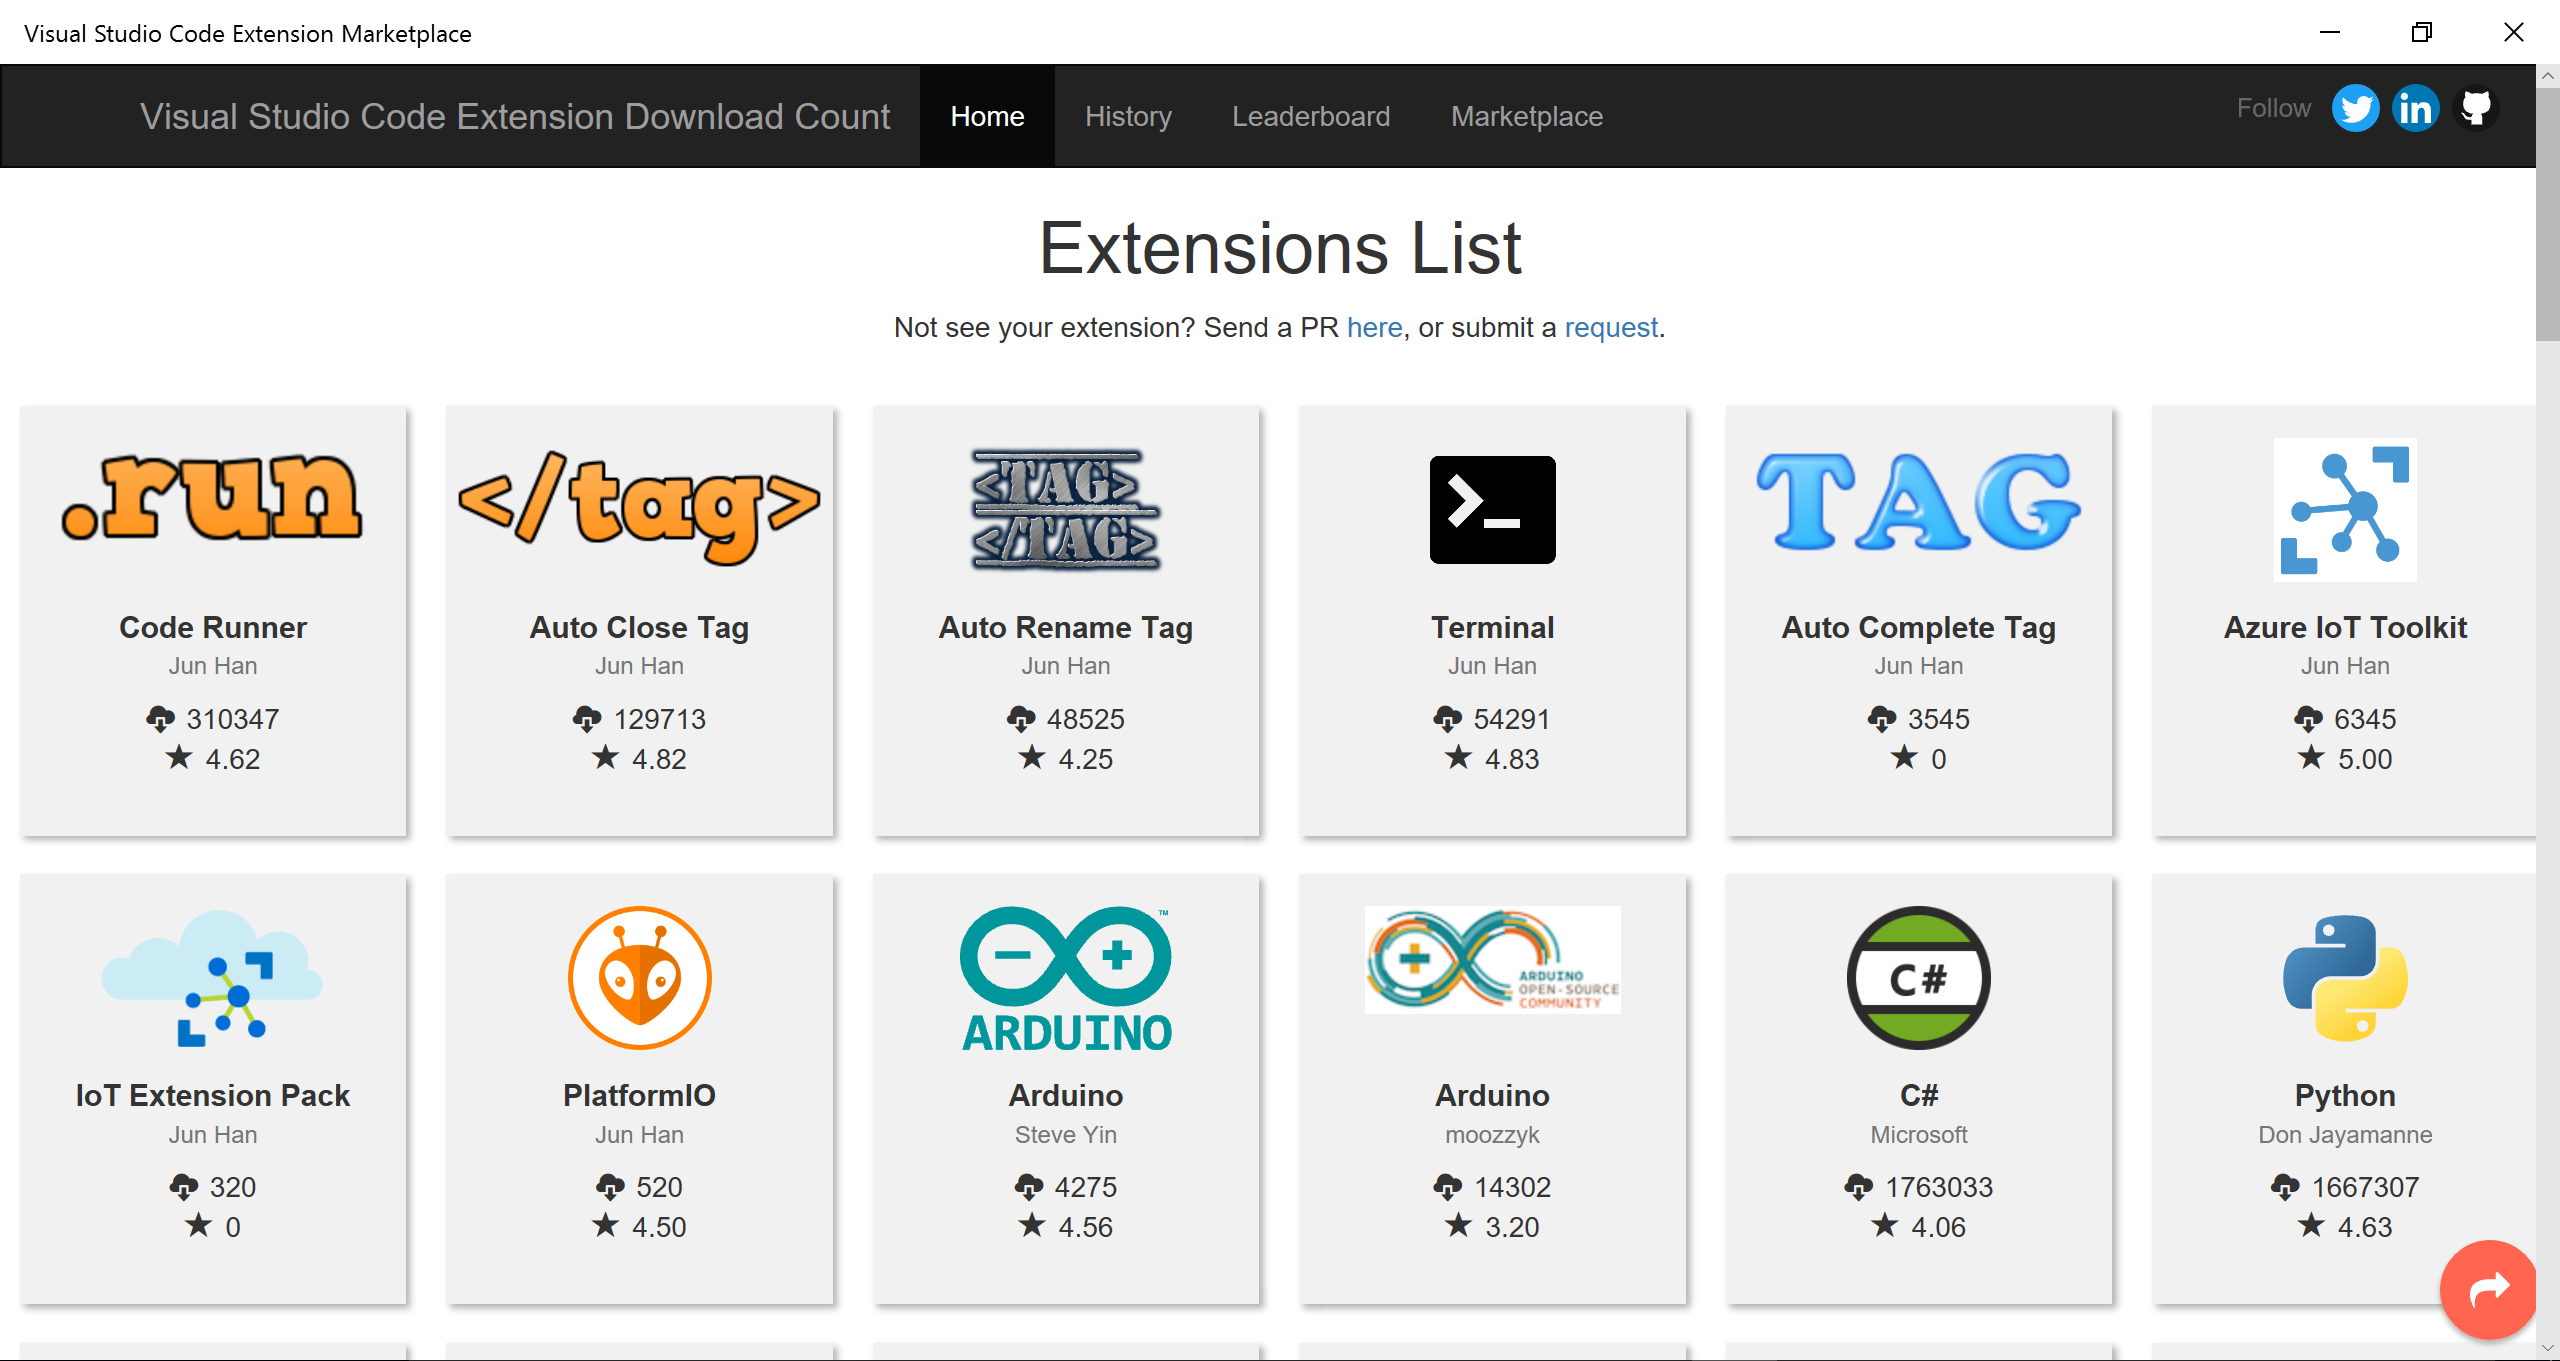 Visual Studio Code Extension Marketplace
Visual Studio Code Extension Download Count Home History Leaderboard Marketplace Follow
Extensions List
Not see your extension? Send a PR here, or submit a request.
.run
</tag>
<TAG>
</TAG>
TAG
Code Runner
Auto Close Tag
Auto Rename Tag
Terminal
Auto Complete Tag
Azure IoT Toolkit
Jun Han
Jun Han
Jun Han
Jun Han
Jun Han
Jun Han
310347
129713
48525
54291
3545
6345
4.62
4.82
4.25
4.83
0
5.00
ARDUINO
TM
ARDUINO
OPEN-SOURCE
COMMUNITY
C#
IoT Extension Pack
PlatformIO
Arduino
Arduino
C#
Python
Jun Han
Jun Han
Steve Yin
moozzyk
Microsoft
Don Jayamanne
320
520
4275
14302
1763033
1667307
0
4.50
4.56
3.20
4.06
4.63